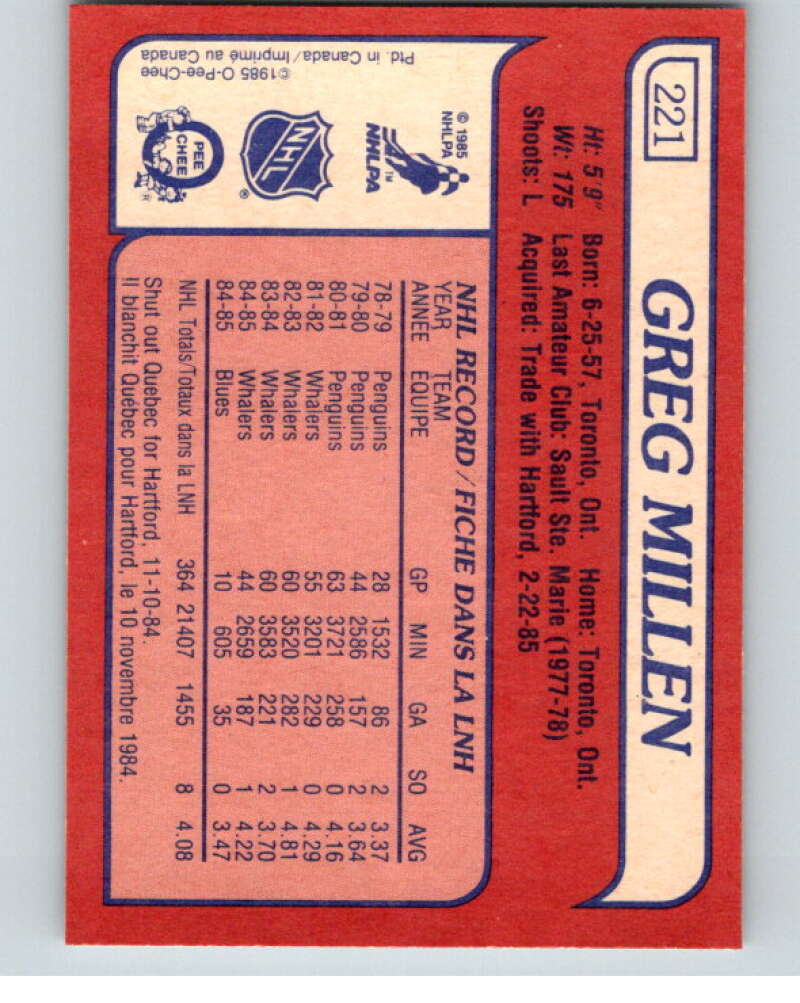 221
GREG MILLEN
Ht: 5'9" Born: 6-25-57, Toronto, Ont. Home: Toronto, Ont.
Wt: 175 Last Amateur Club: Sault Ste. Marie (1977-78)
Shoots: L Acquired: Trade with Hartford, 2-22-85
© 1985
NHLPA
NHLPA TM
NHL ®
O PEE CHEE
©1985 O-Pee-Chee
Ptd. in Canada/Imprimé au Canada
NHL RECORD/FICHE DANS LA LNH
YEAR TEAM
ANNÉE ÉQUIPE GP MIN GA SO AVG
78-79 Penguins 28 1532 86 2 3.37
79-80 Penguins 44 2586 157 2 3.64
80-81 Penguins 63 3721 258 0 4.16
81-82 Whalers 55 3201 229 0 4.29
82-83 Whalers 60 3520 282 1 4.81
83-84 Whalers 60 3583 221 2 3.70
84-85 Whalers 44 2659 187 1 4.22
84-85 Blues 10 605 35 0 3.47
NHL Totals/Totaux dans la LNH 364 21407 1455 8 4.08
Shut out Quebec for Hartford, 11-10-84.
Il blanchit Québec pour Hartford, le 10 novembre 1984.